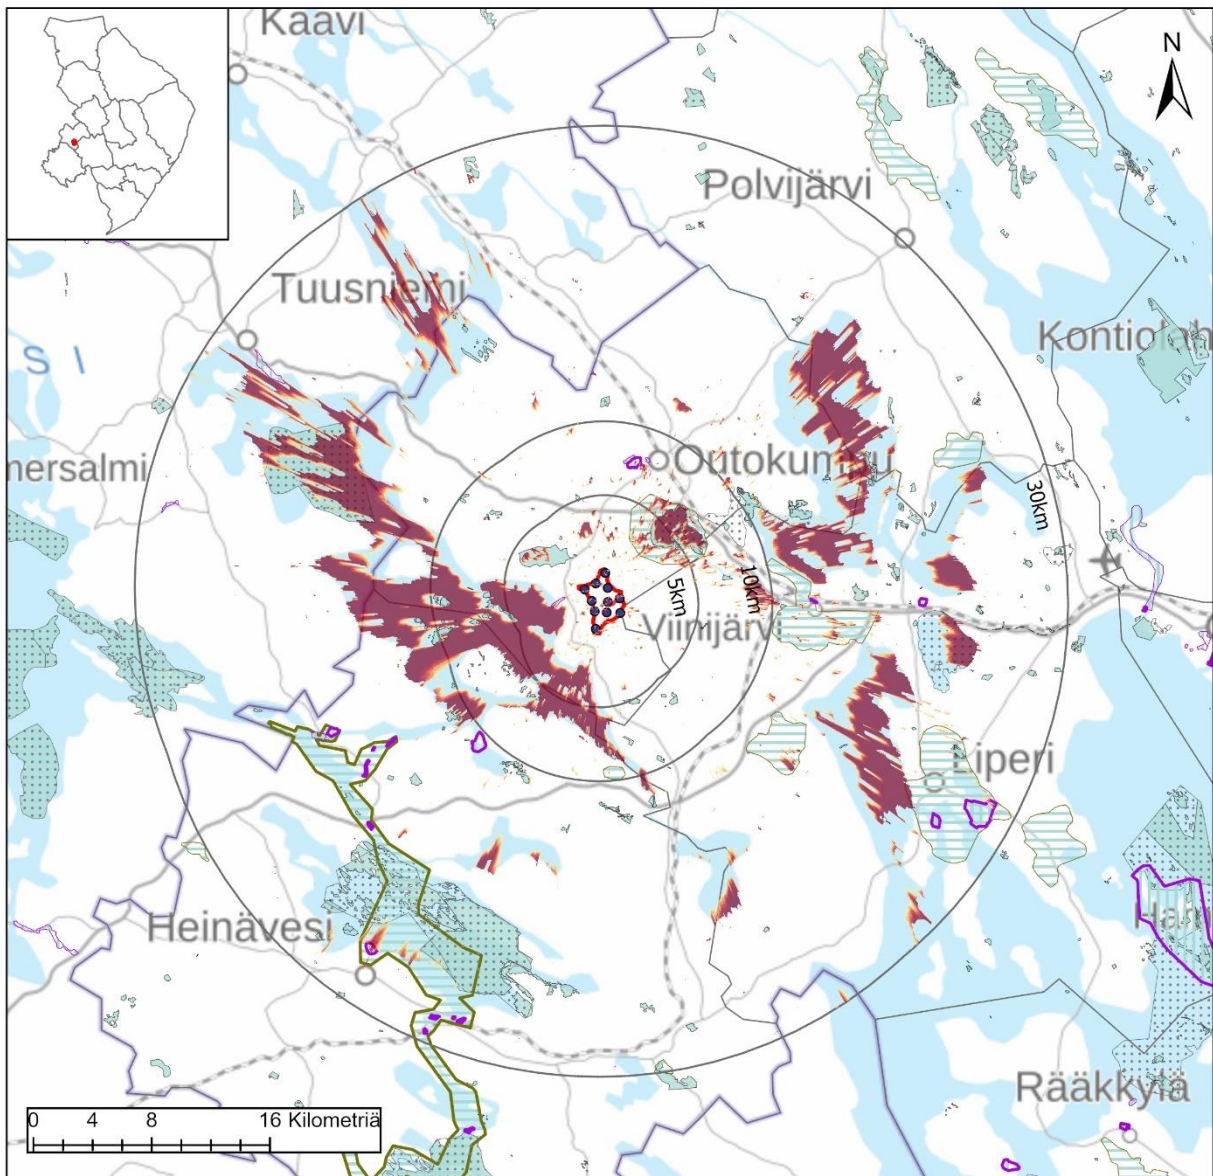 Kaavi
N
Polvijärvi
Tuusniemi
S I
Kontiolah
mersalmi
Outokumpu
30km
10km
5km
Viinijärvi
Liperi
Heinävesi
Rääkkylä
0 4 8 16 Kilometriä